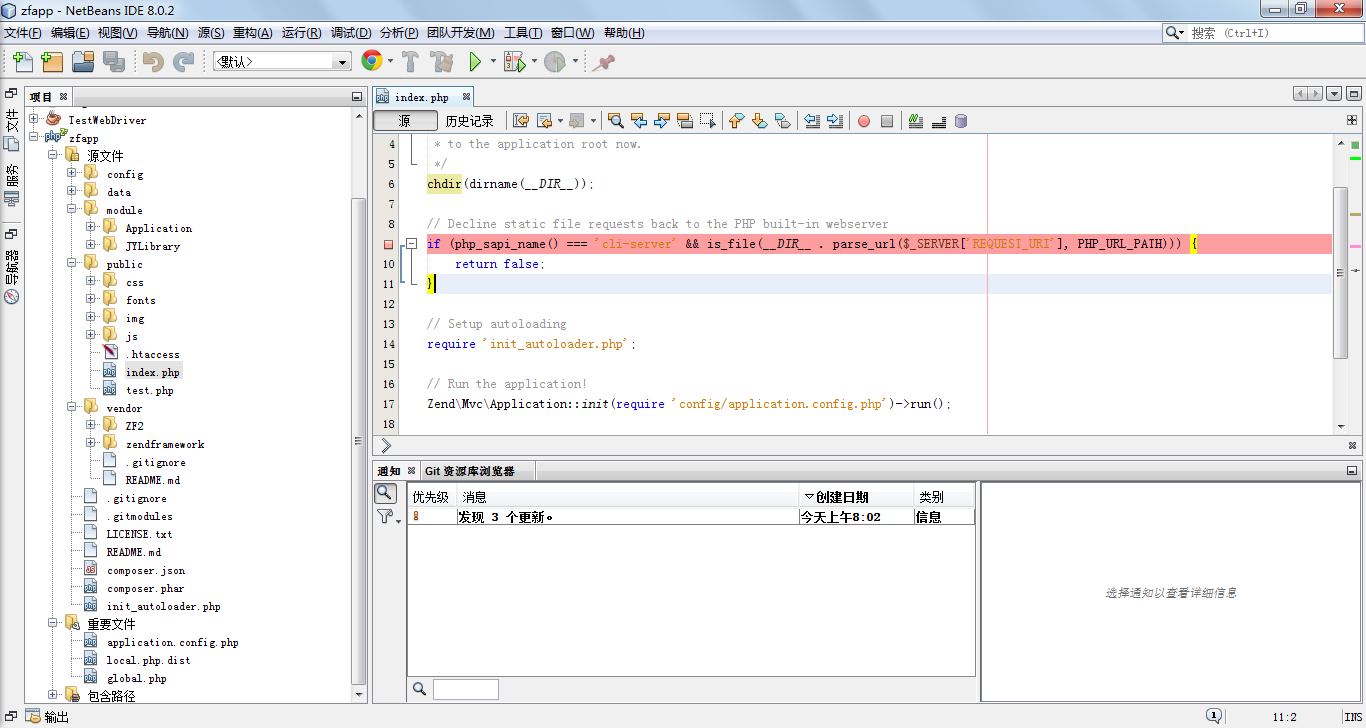 zfapp - NetBeans IDE 8.0.2
文件(F) 编辑(E) 视图(V) 导航(N) 源(S) 重构(A) 运行(R) 调试(D) 分析(P) 团队开发(M) 工具(T) 窗口(W) 帮助(H)
搜索 (Ctrl+I)
<默认>
文件
服务
导航器
项目
TestWebDriver
zfapp
源文件
config
data
module
Application
JYLibrary
public
css
fonts
img
js
.htaccess
index.php
test.php
vendor
ZF2
zendframework
.gitignore
README.md
.gitignore
.gitmodules
LICENSE.txt
README.md
composer.json
composer.phar
init_autoloader.php
重要文件
application.config.php
local.php.dist
global.php
包含路径
index.php
源 历史记录
4 * to the application root now.
5 */
6 chdir(dirname(__DIR__));
7
8 // Decline static file requests back to the PHP built-in webserver
if (php_sapi_name() === 'cli-server' && is_file(__DIR__ . parse_url($_SERVER['REQUEST_URI'], PHP_URL_PATH))) {
10 return false;
11 }
12
13 // Setup autoloading
14 require 'init_autoloader.php';
15
16 // Run the application!
17 Zend\Mvc\Application::init(require 'config/application.config.php')->run();
18
通知 Git 资源库浏览器
优先级 消息 创建日期 类别
发现 3 个更新。 今天上午8:02 信息
选择通知以查看详细信息
输出
1 11:2 INS